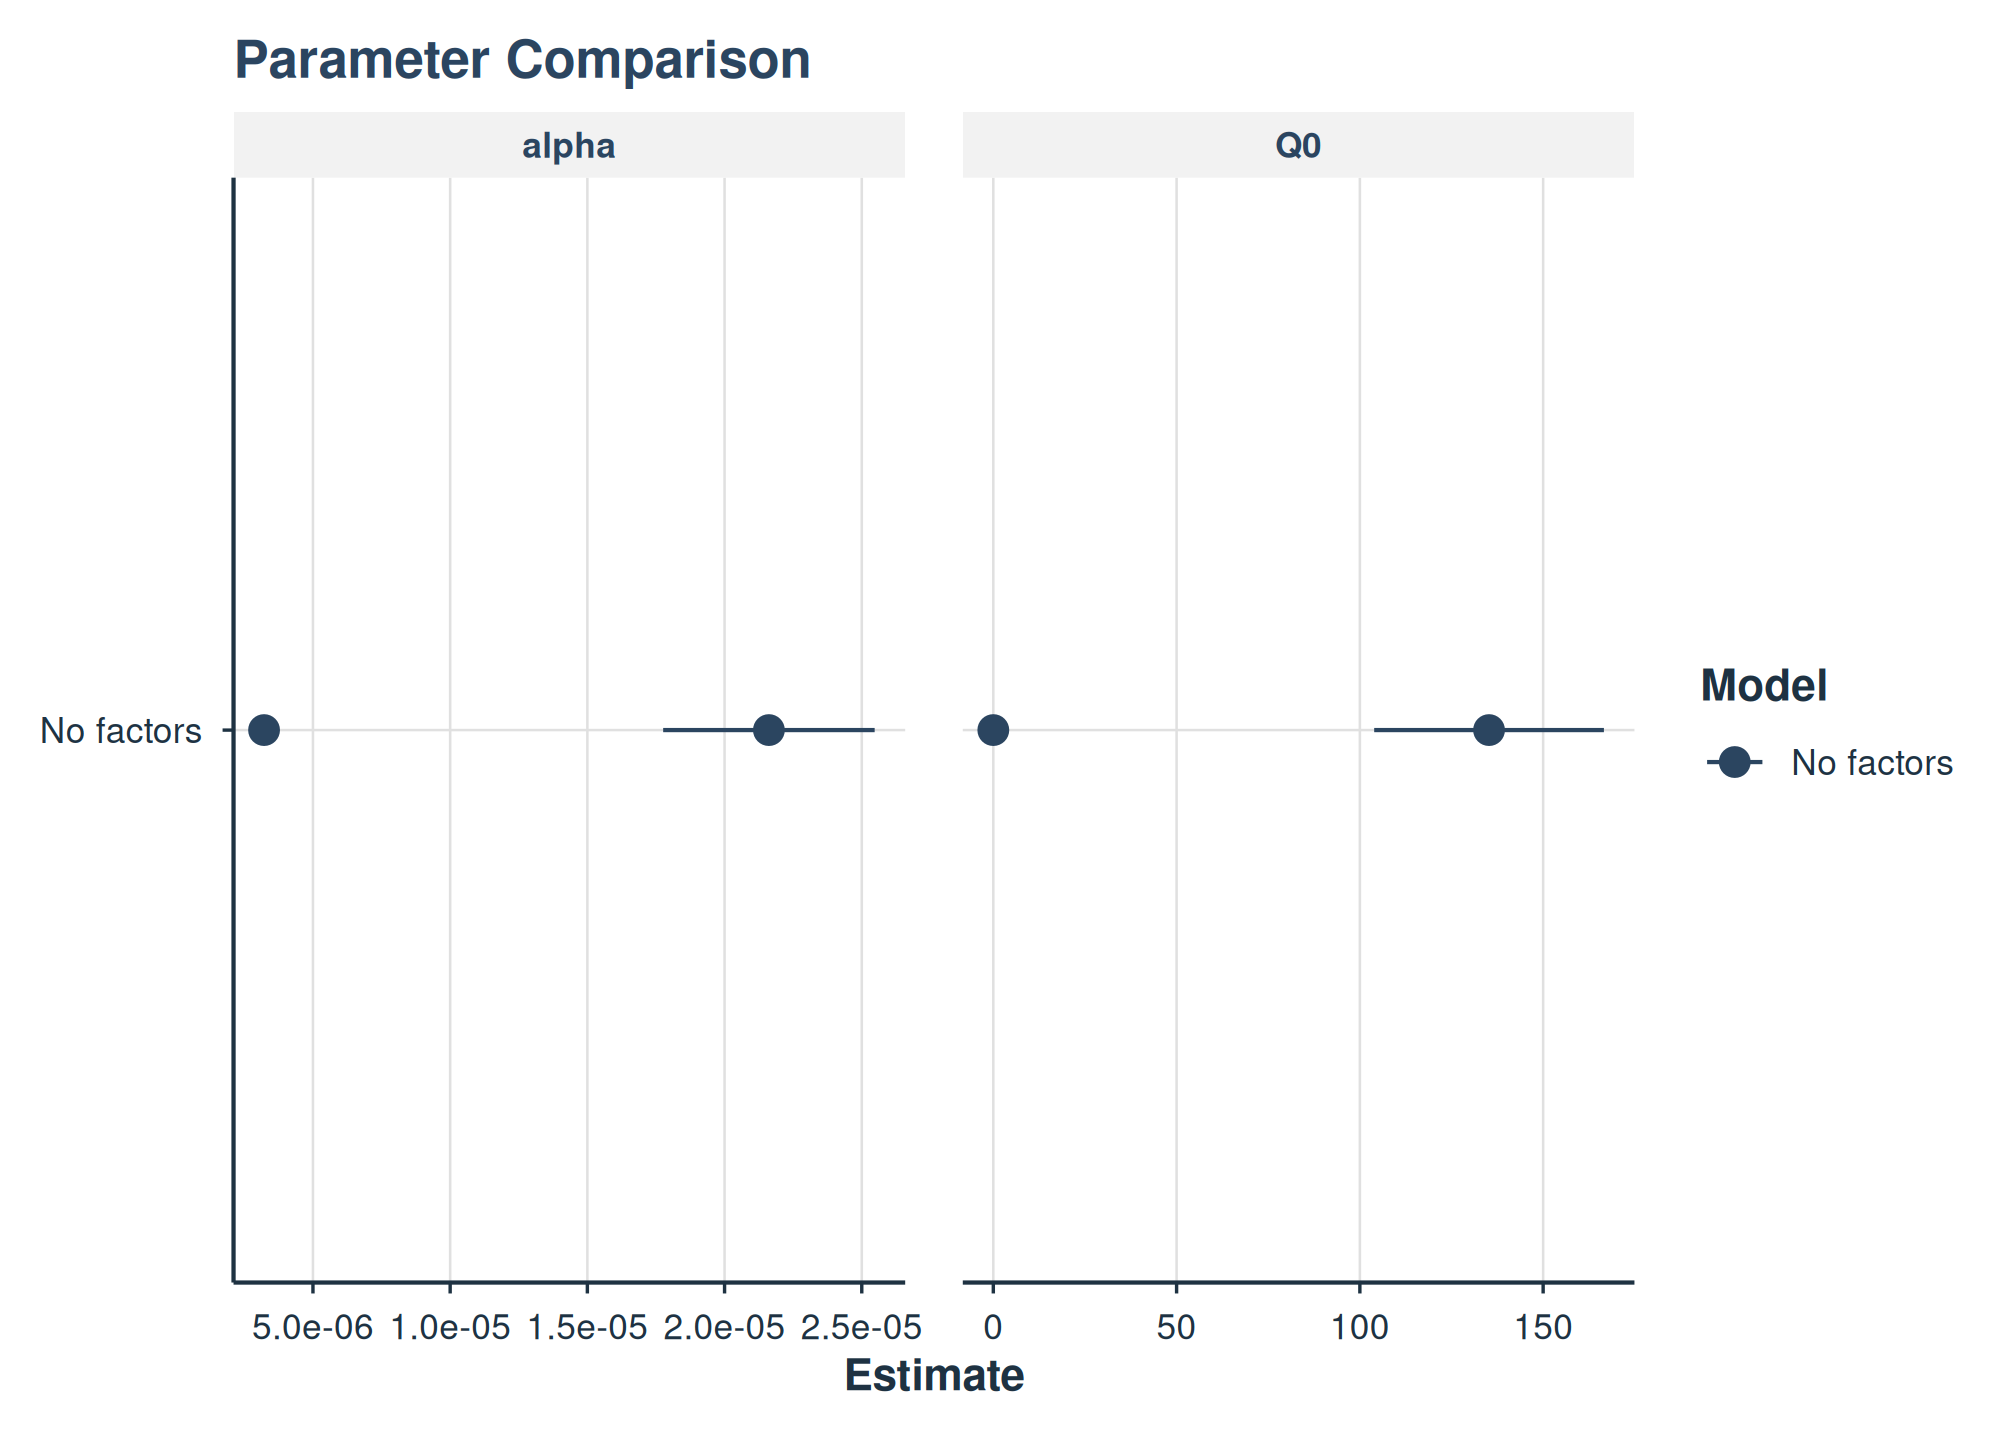 Parameter Comparison
alpha
Q0
No factors
5.0e-06 1.0e-05 1.5e-05 2.0e-05 2.5e-05
0 50 100 150
Estimate
Model
No factors